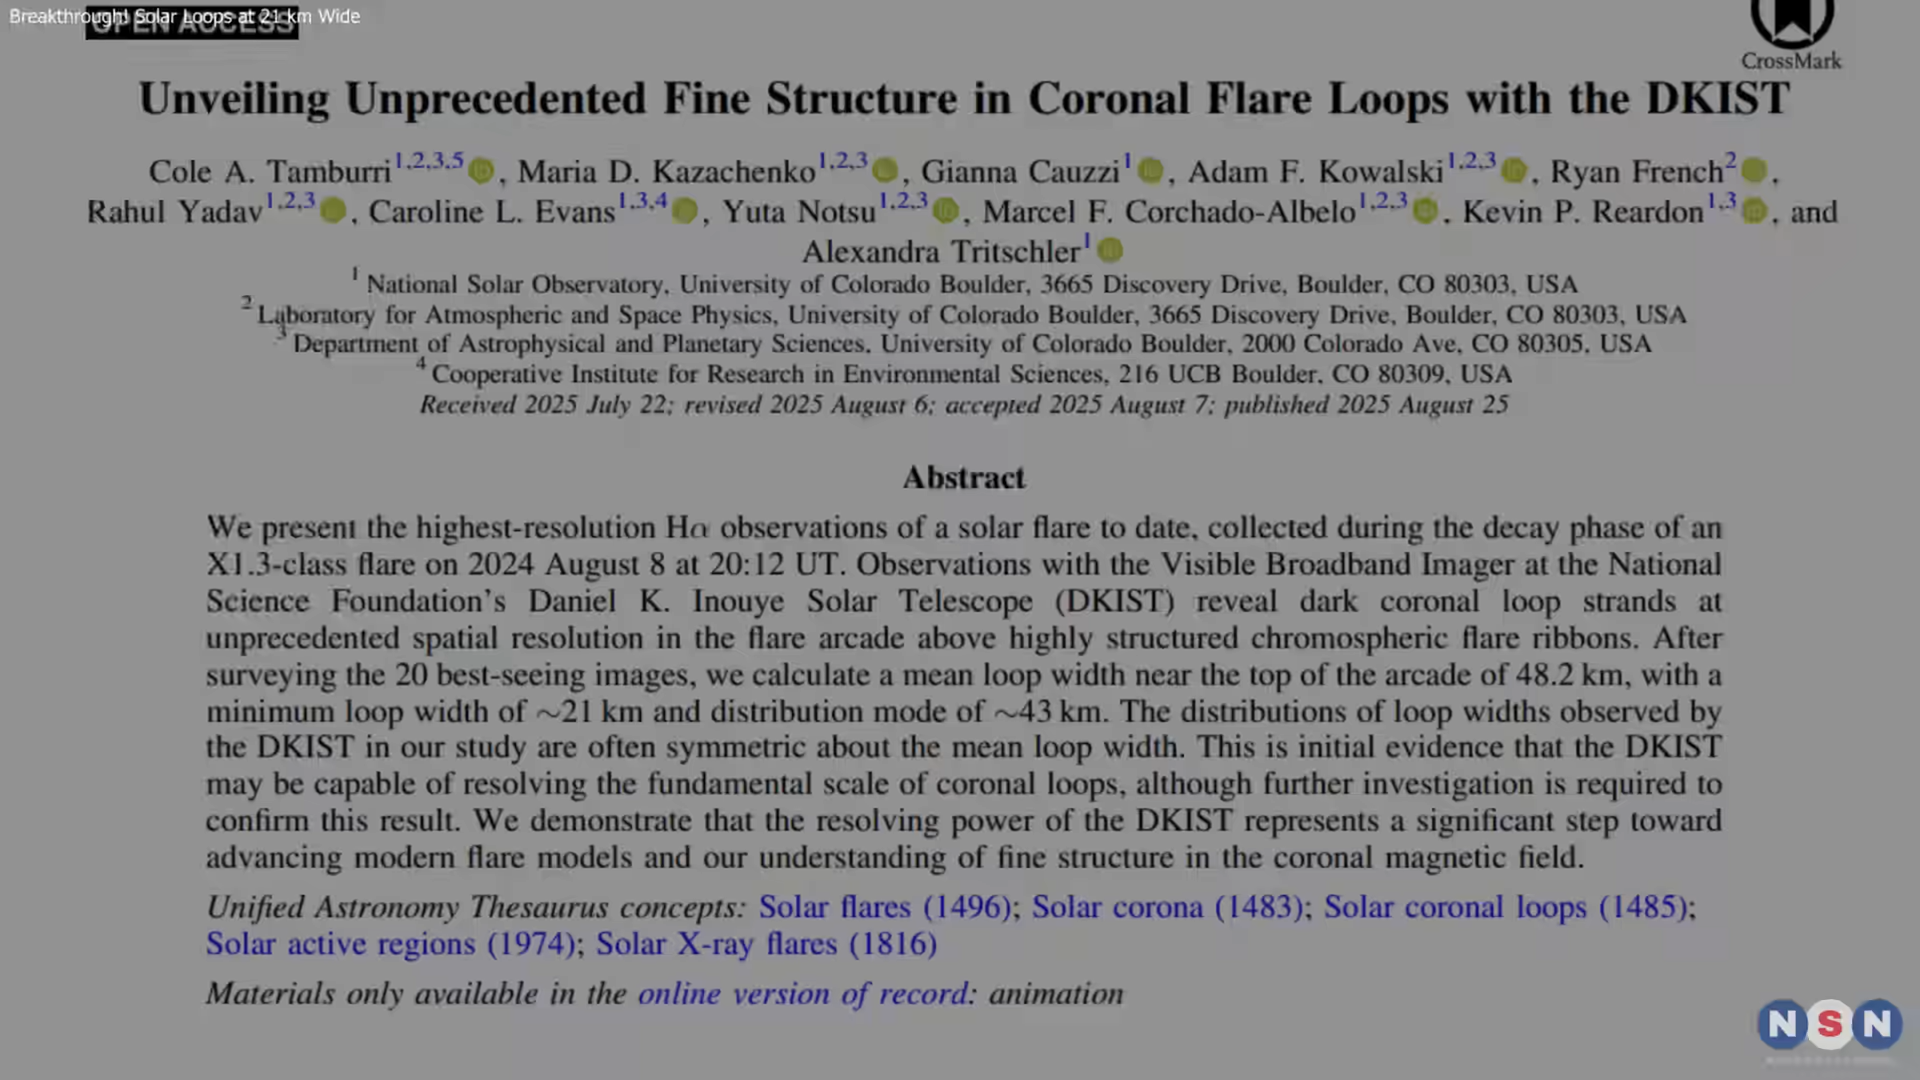 Breakthrough! Solar Loops at 21 km Wide
OPEN ACCESS
CrossMark
Unveiling Unprecedented Fine Structure in Coronal Flare Loops with the DKIST
Cole A. Tamburri1,2,3,5, Maria D. Kazachenko1,2,3, Gianna Cauzzi1, Adam F. Kowalski1,2,3, Ryan French2,
Rahul Yadav1,2,3, Caroline L. Evans1,3,4, Yuta Notsu1,2,3, Marcel F. Corchado-Albelo1,2,3, Kevin P. Reardon1,3, and
Alexandra Tritschler1
1 National Solar Observatory, University of Colorado Boulder, 3665 Discovery Drive, Boulder, CO 80303, USA
2 Laboratory for Atmospheric and Space Physics, University of Colorado Boulder, 3665 Discovery Drive, Boulder, CO 80303, USA
3 Department of Astrophysical and Planetary Sciences, University of Colorado Boulder, 2000 Colorado Ave, CO 80305, USA
4 Cooperative Institute for Research in Environmental Sciences, 216 UCB Boulder, CO 80309, USA
Received 2025 July 22; revised 2025 August 6; accepted 2025 August 7; published 2025 August 25
Abstract
We present the highest-resolution Hα observations of a solar flare to date, collected during the decay phase of an
X1.3-class flare on 2024 August 8 at 20:12 UT. Observations with the Visible Broadband Imager at the National
Science Foundation's Daniel K. Inouye Solar Telescope (DKIST) reveal dark coronal loop strands at
unprecedented spatial resolution in the flare arcade above highly structured chromospheric flare ribbons. After
surveying the 20 best-seeing images, we calculate a mean loop width near the top of the arcade of 48.2 km, with a
minimum loop width of ~21 km and distribution mode of ~43 km. The distributions of loop widths observed by
the DKIST in our study are often symmetric about the mean loop width. This is initial evidence that the DKIST
may be capable of resolving the fundamental scale of coronal loops, although further investigation is required to
confirm this result. We demonstrate that the resolving power of the DKIST represents a significant step toward
advancing modern flare models and our understanding of fine structure in the coronal magnetic field.
Unified Astronomy Thesaurus concepts: Solar flares (1496); Solar corona (1483); Solar coronal loops (1485);
Solar active regions (1974); Solar X-ray flares (1816)
Materials only available in the online version of record: animation
NSN